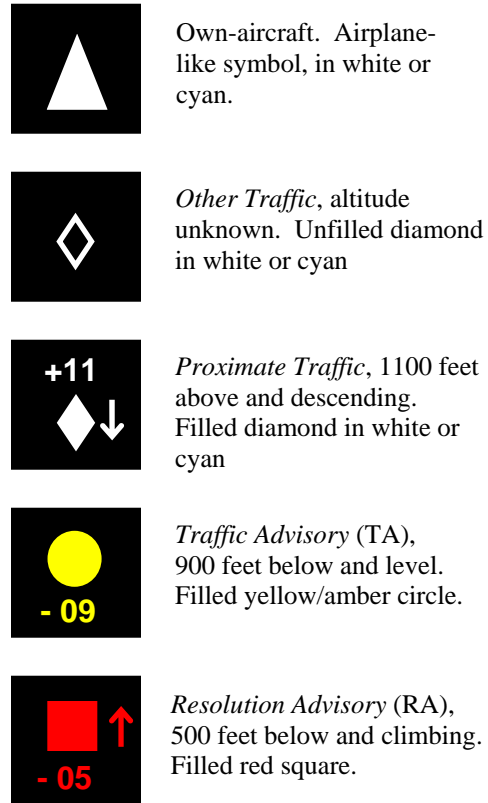 Own-aircraft. Airplane-
like symbol, in white or
cyan.
Other Traffic, altitude
unknown. Unfilled diamond
in white or cyan
+11
Proximate Traffic, 1100 feet
above and descending.
Filled diamond in white or
cyan
Traffic Advisory (TA),
900 feet below and level.
Filled yellow/amber circle.
- 09
Resolution Advisory (RA),
500 feet below and climbing.
Filled red square.
- 05